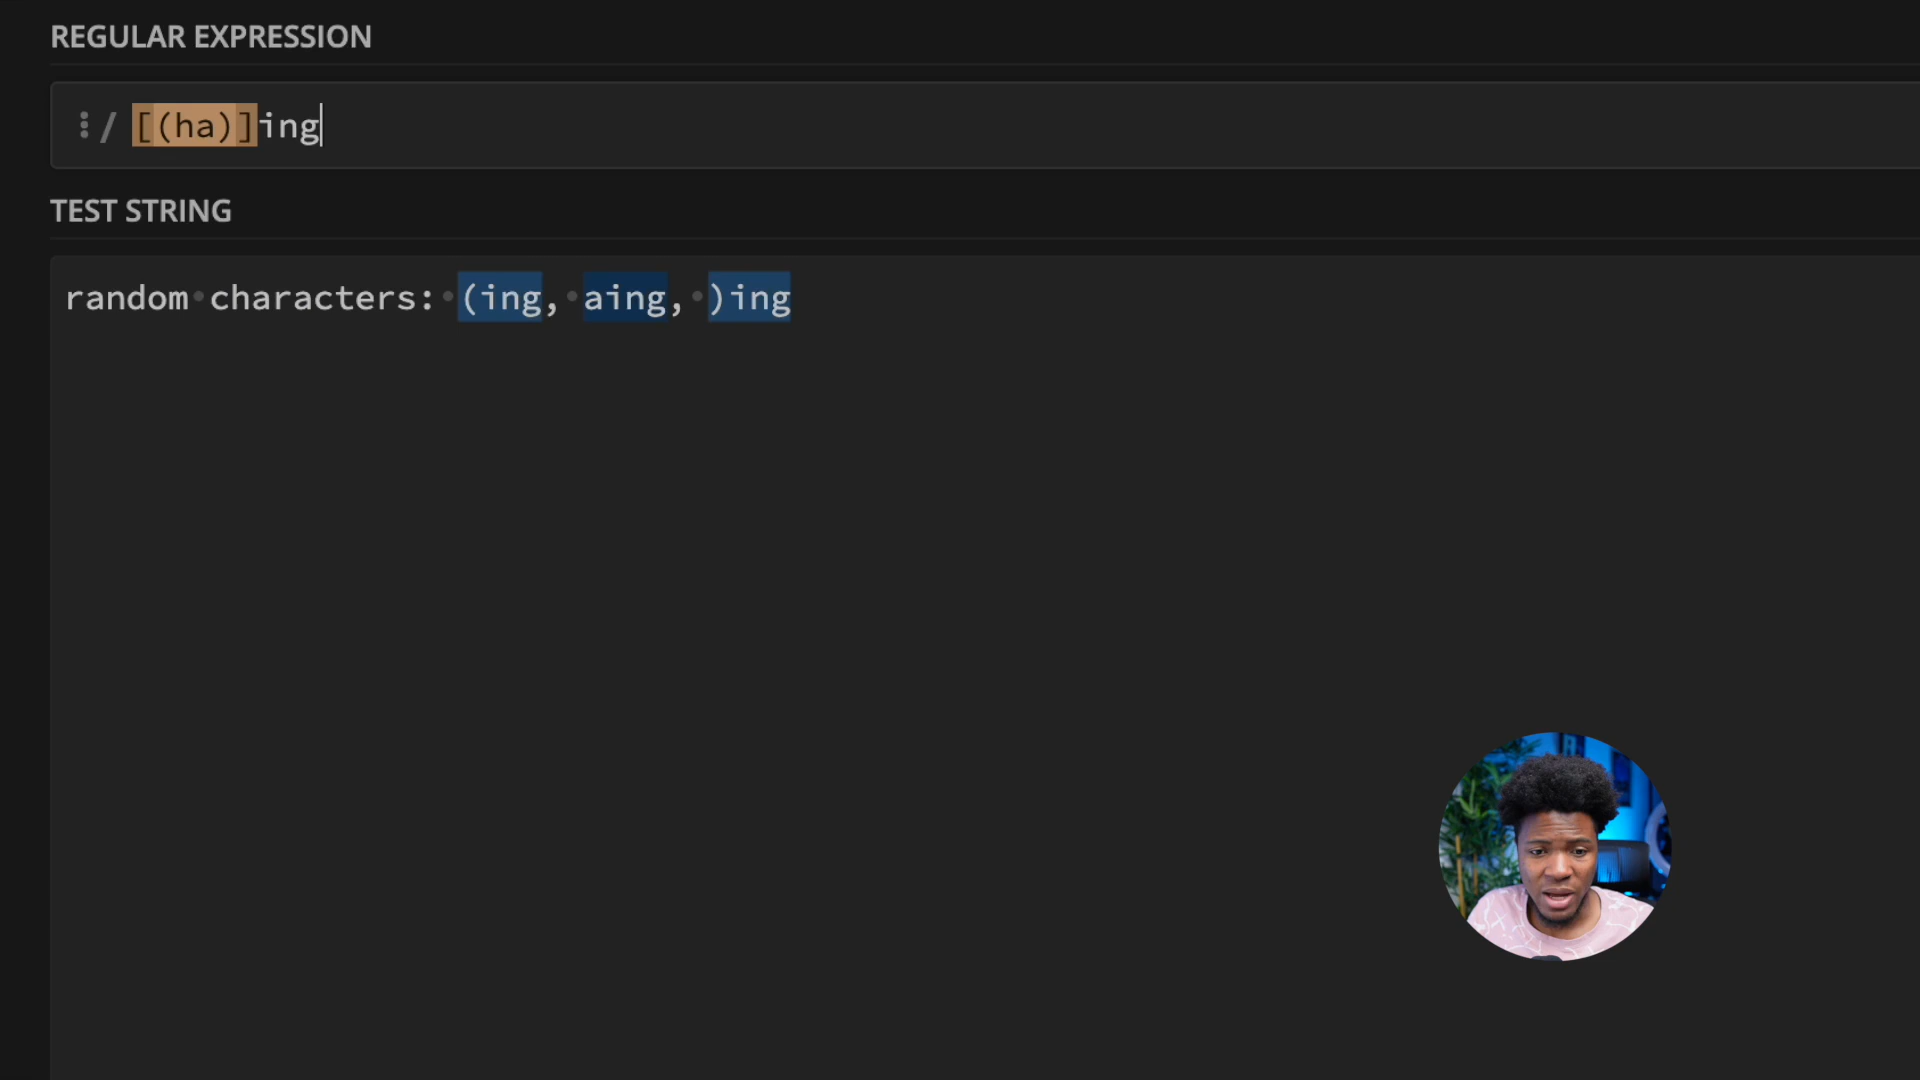 REGULAR EXPRESSION
/ [(ha)]ing
TEST STRING
random characters: (ing, aing, )ing